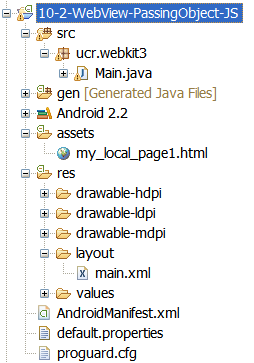 10-2-WebView-PassingObject-JS
src
ucr.webkit3
Main.java
gen [Generated Java Files]
Android 2.2
assets
my_local_page1.html
res
drawable-hdpi
drawable-ldpi
drawable-mdpi
layout
main.xml
values
AndroidManifest.xml
default.properties
proguard.cfg